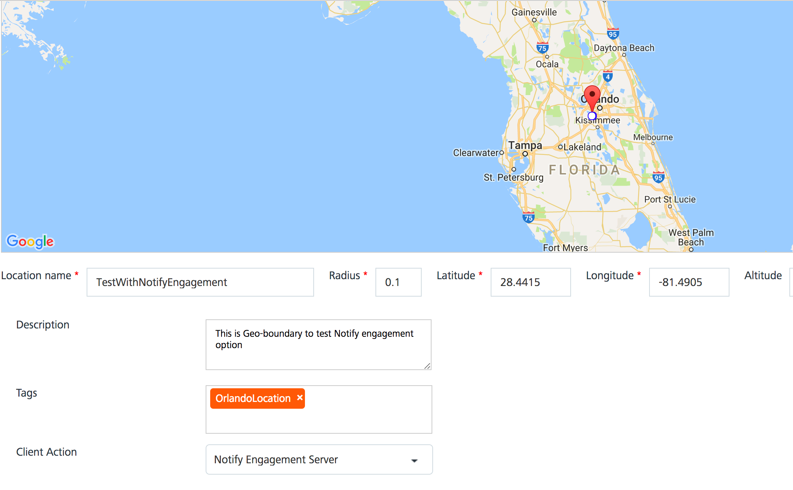 Gainesville
95
75
Daytona Beach
Ocala
4
Orlando
Kissimmee
Melbourne
Tampa
Lakeland
Clearwater
St. Petersburg
FLORIDA
95
Port St Lucie
75
West Palm
Beach
Fort Myers
Google
Location name *
TestWithNotifyEngagement
Radius *
0.1
Latitude *
28.4415
Longitude *
-81.4905
Altitude
Description
This is Geo-boundary to test Notify engagement
option
Tags
OrlandoLocation ×
Client Action
Notify Engagement Server